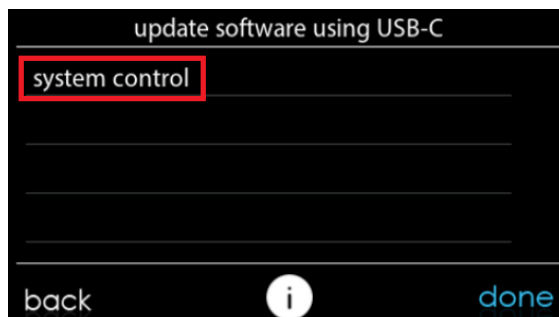 update software using USB-C
system control
back
i
done